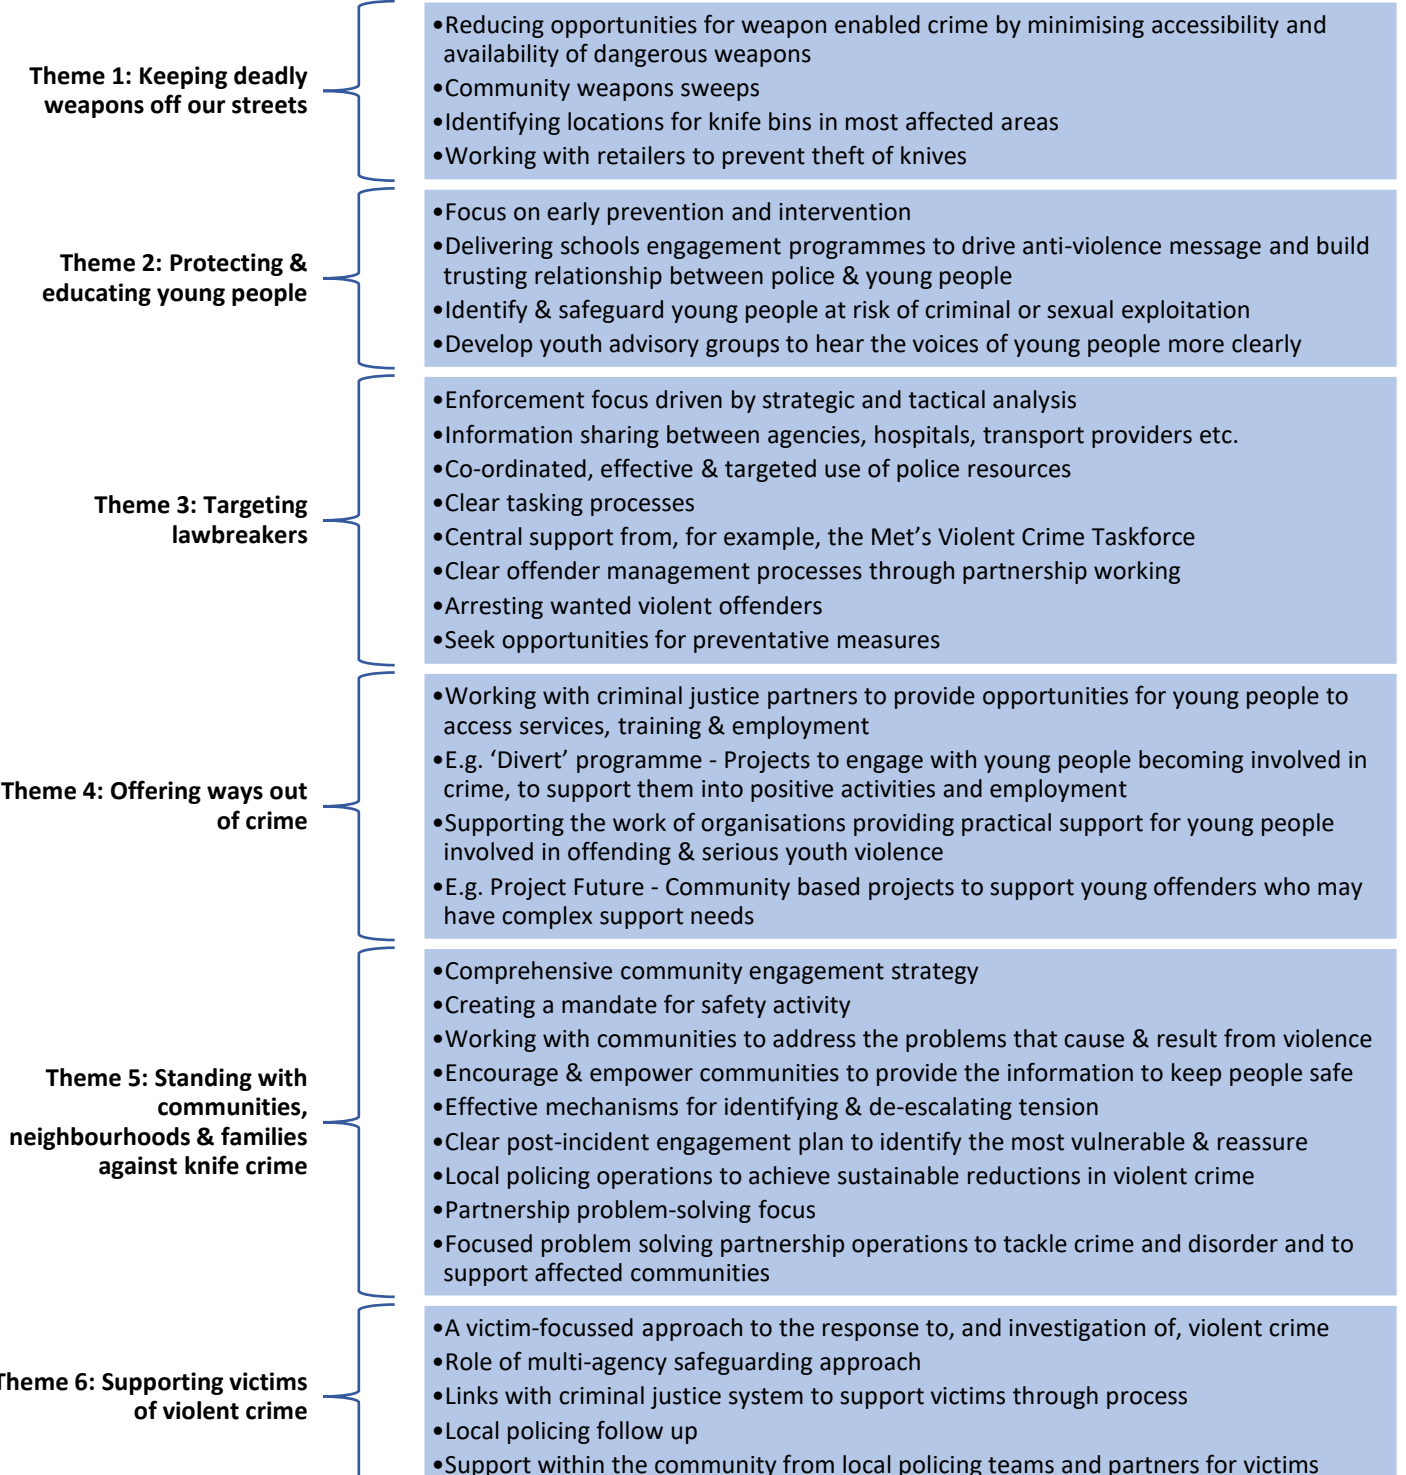 Theme 1: Keeping deadly
weapons off our streets
•Reducing opportunities for weapon enabled crime by minimising accessibility and
availability of dangerous weapons
•Community weapons sweeps
•Identifying locations for knife bins in most affected areas
•Working with retailers to prevent theft of knives
Theme 2: Protecting &
educating young people
•Focus on early prevention and intervention
•Delivering schools engagement programmes to drive anti-violence message and build
trusting relationship between police & young people
•Identify & safeguard young people at risk of criminal or sexual exploitation
•Develop youth advisory groups to hear the voices of young people more clearly
Theme 3: Targeting
lawbreakers
•Enforcement focus driven by strategic and tactical analysis
•Information sharing between agencies, hospitals, transport providers etc.
•Co-ordinated, effective & targeted use of police resources
•Clear tasking processes
•Central support from, for example, the Met’s Violent Crime Taskforce
•Clear offender management processes through partnership working
•Arresting wanted violent offenders
•Seek opportunities for preventative measures
Theme 4: Offering ways out
of crime
•Working with criminal justice partners to provide opportunities for young people to
access services, training & employment
•E.g. ‘Divert’ programme - Projects to engage with young people becoming involved in
crime, to support them into positive activities and employment
•Supporting the work of organisations providing practical support for young people
involved in offending & serious youth violence
•E.g. Project Future - Community based projects to support young offenders who may
have complex support needs
Theme 5: Standing with
communities,
neighbourhoods & families
against knife crime
•Comprehensive community engagement strategy
•Creating a mandate for safety activity
•Working with communities to address the problems that cause & result from violence
•Encourage & empower communities to provide the information to keep people safe
•Effective mechanisms for identifying & de-escalating tension
•Clear post-incident engagement plan to identify the most vulnerable & reassure
•Local policing operations to achieve sustainable reductions in violent crime
•Partnership problem-solving focus
•Focused problem solving partnership operations to tackle crime and disorder and to
support affected communities
Theme 6: Supporting victims
of violent crime
•A victim-focussed approach to the response to, and investigation of, violent crime
•Role of multi-agency safeguarding approach
•Links with criminal justice system to support victims through process
•Local policing follow up
•Support within the community from local policing teams and partners for victims